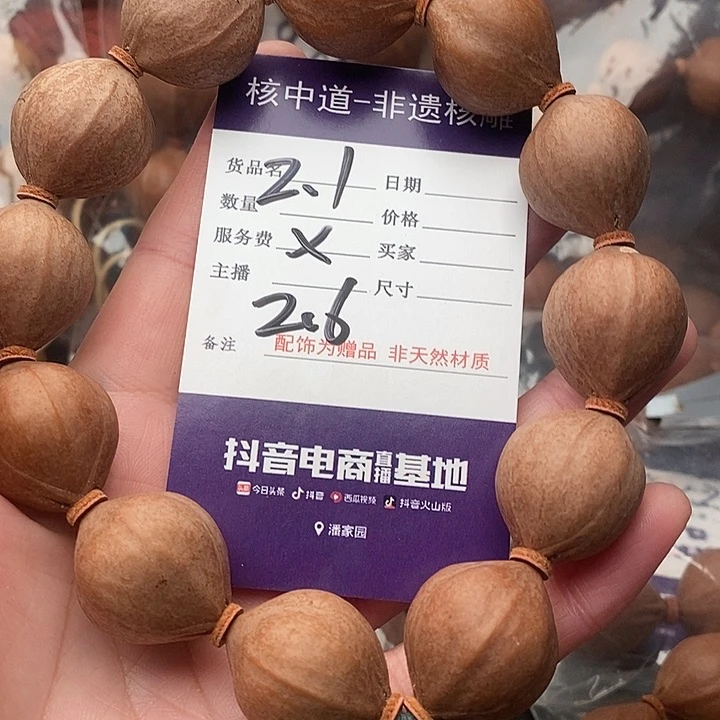 核中道-非遗核雕
货品名 日期
2.1
数量 价格
服务费 X 买家
主播 尺寸
2.6
备注 配饰为赠品 非天然材质
抖音电商直播基地
头条 今日头条 抖音 西瓜视频 抖音火山版
潘家园